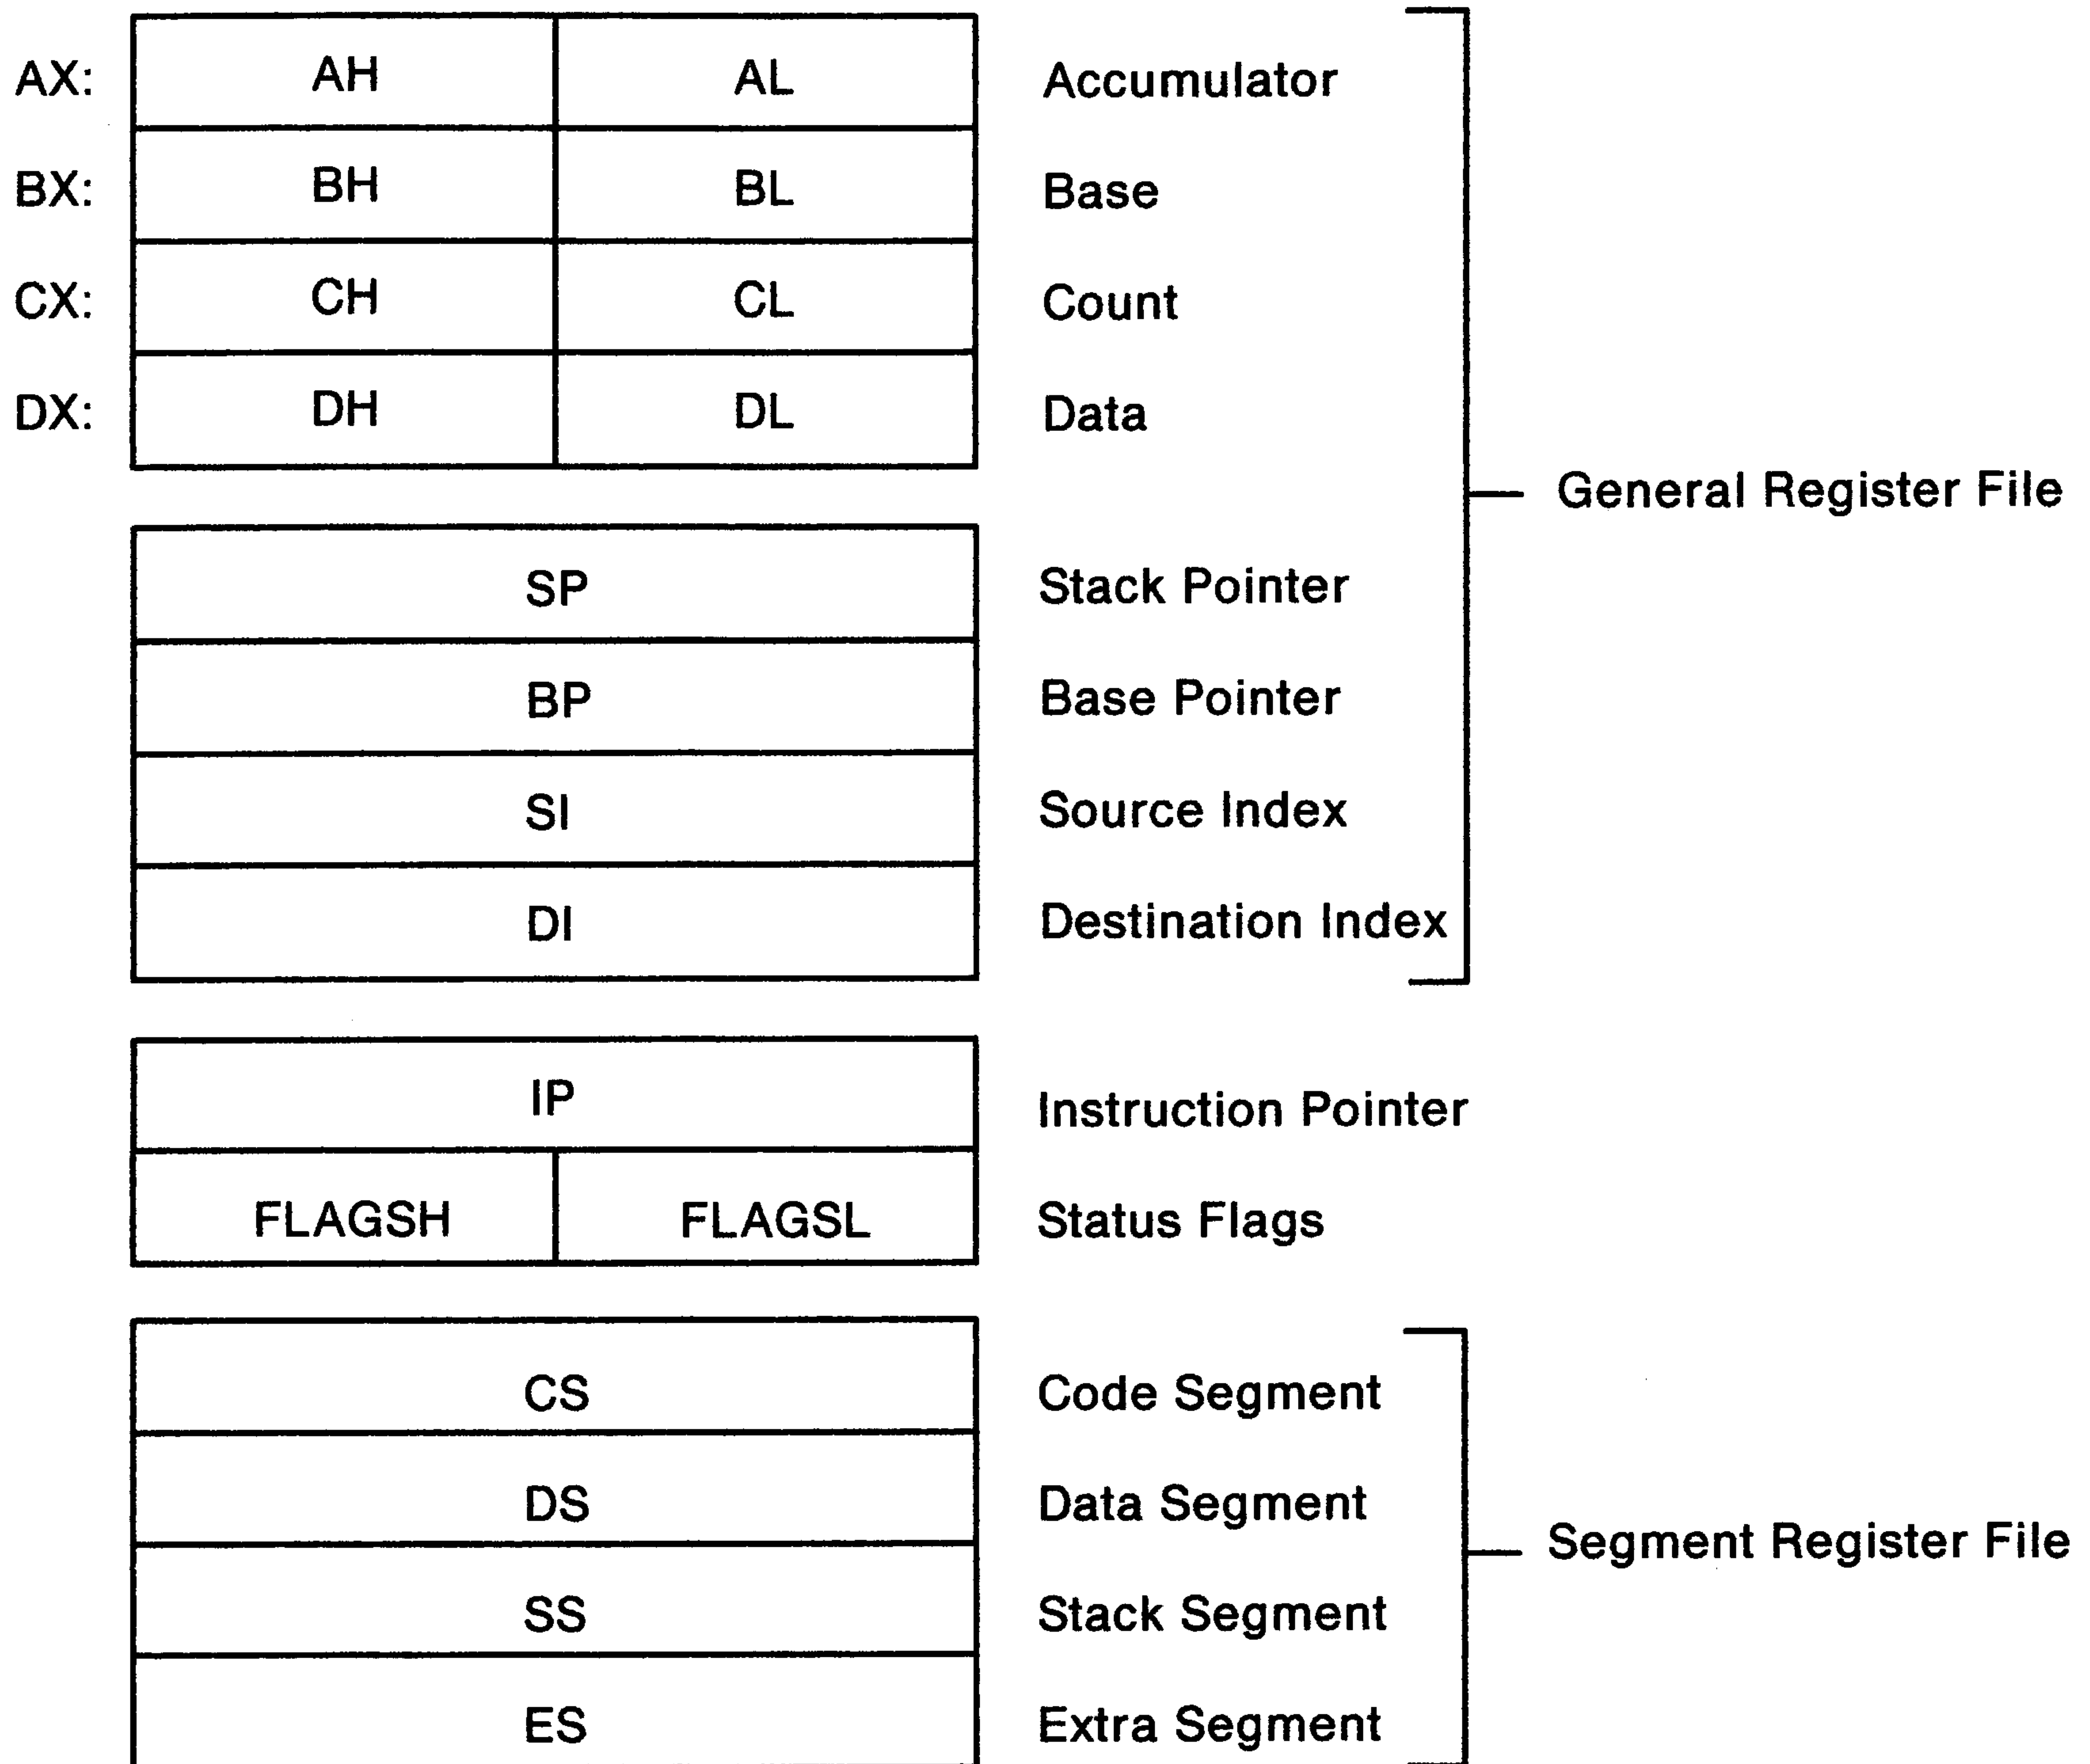 AX: AH AL Accumulator
BX: BH BL Base
CX: CH CL Count
DX: DH DL Data
General Register File
SP Stack Pointer
BP Base Pointer
SI Source Index
DI Destination Index
IP Instruction Pointer
FLAGSH FLAGSL Status Flags
CS Code Segment
DS Data Segment
Segment Register File
SS Stack Segment
ES Extra Segment